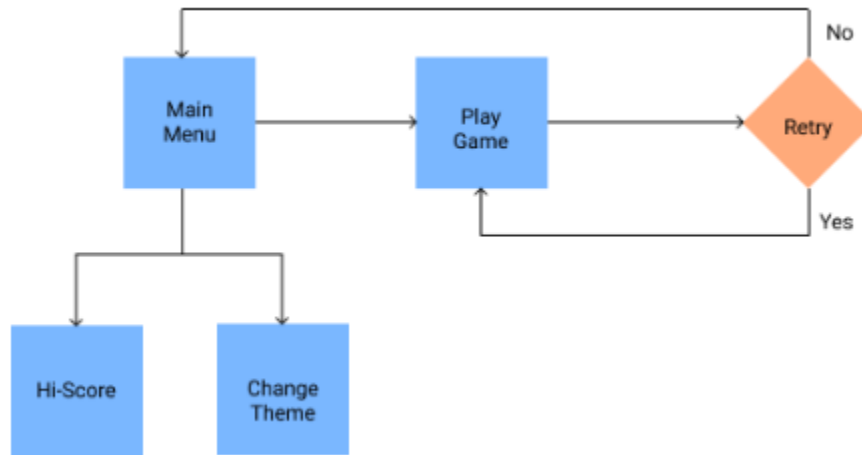 No
Main
Menu
Play
Game
Retry
Yes
Hi-Score
Change
Theme